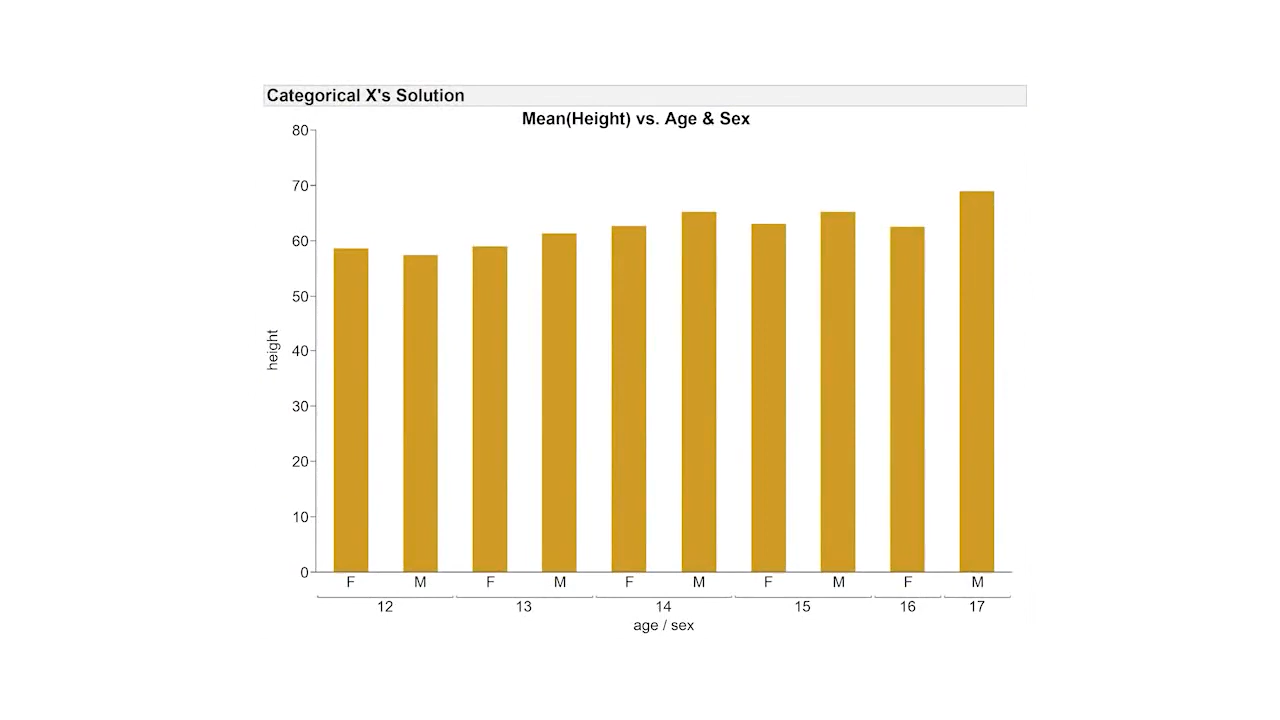 Categorical X's Solution
Mean(Height) vs. Age & Sex
80
70
60
50
40
30
20
10
0
height
F M F M F M F M F M
12 13 14 15 16 17
age / sex